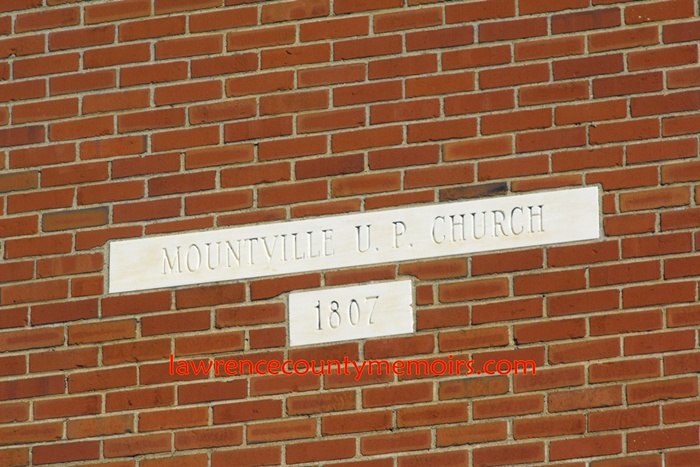 MOUNTVILLE U. P. CHURCH
1807
lawrencecountymemoirs.com